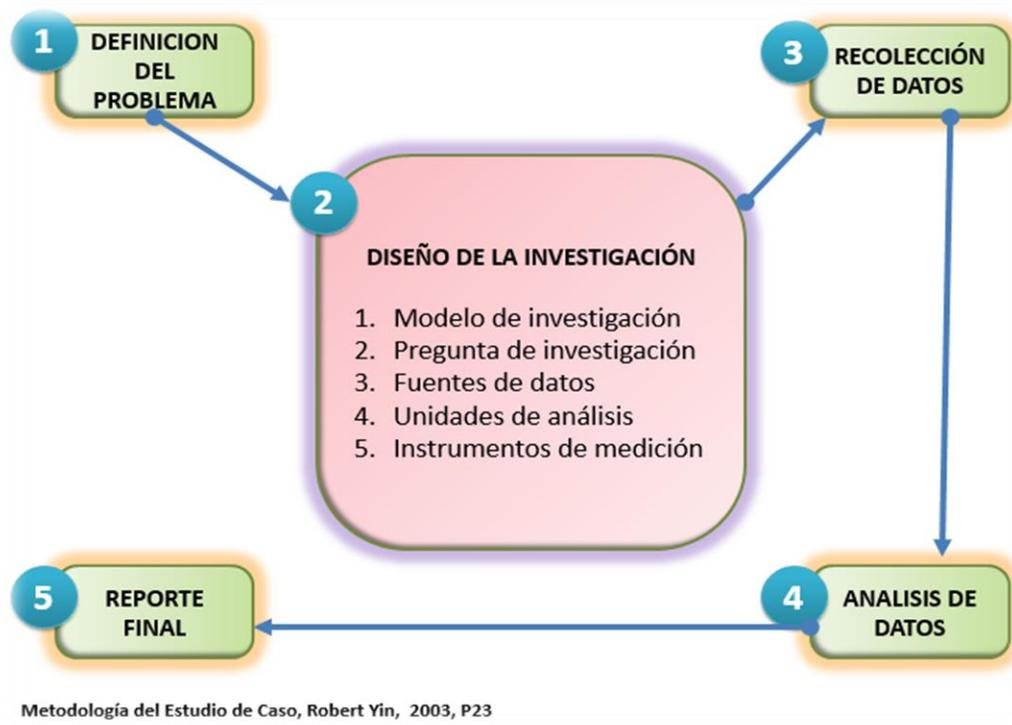 1
DEFINICION
DEL
PROBLEMA
2
DISEÑO DE LA INVESTIGACIÓN
1. Modelo de investigación
2. Pregunta de investigación
3. Fuentes de datos
4. Unidades de análisis
5. Instrumentos de medición
3
RECOLECCIÓN
DE DATOS
4
ANALISIS DE
DATOS
5
REPORTE
FINAL
Metodología del Estudio de Caso, Robert Yin, 2003, P23